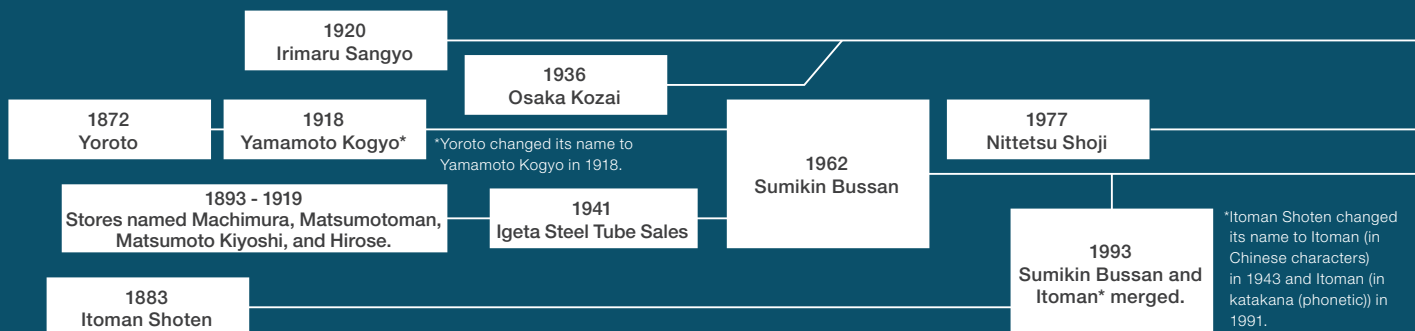 1920
Irimaru Sangyo
1936
Osaka Kozai
1872
Yoroto
1918
Yamamoto Kogyo*
*Yoroto changed its name to
Yamamoto Kogyo in 1918.
1962
Sumikin Bussan
1977
Nittetsu Shoji
1893 - 1919
Stores named Machimura, Matsumotoman,
Matsumoto Kiyoshi, and Hirose.
1941
Igeta Steel Tube Sales
1993
Sumikin Bussan and
Itoman* merged.
*Itoman Shoten changed
its name to Itoman (in
Chinese characters)
in 1943 and Itoman (in
katakana (phonetic)) in
1991.
1883
Itoman Shoten